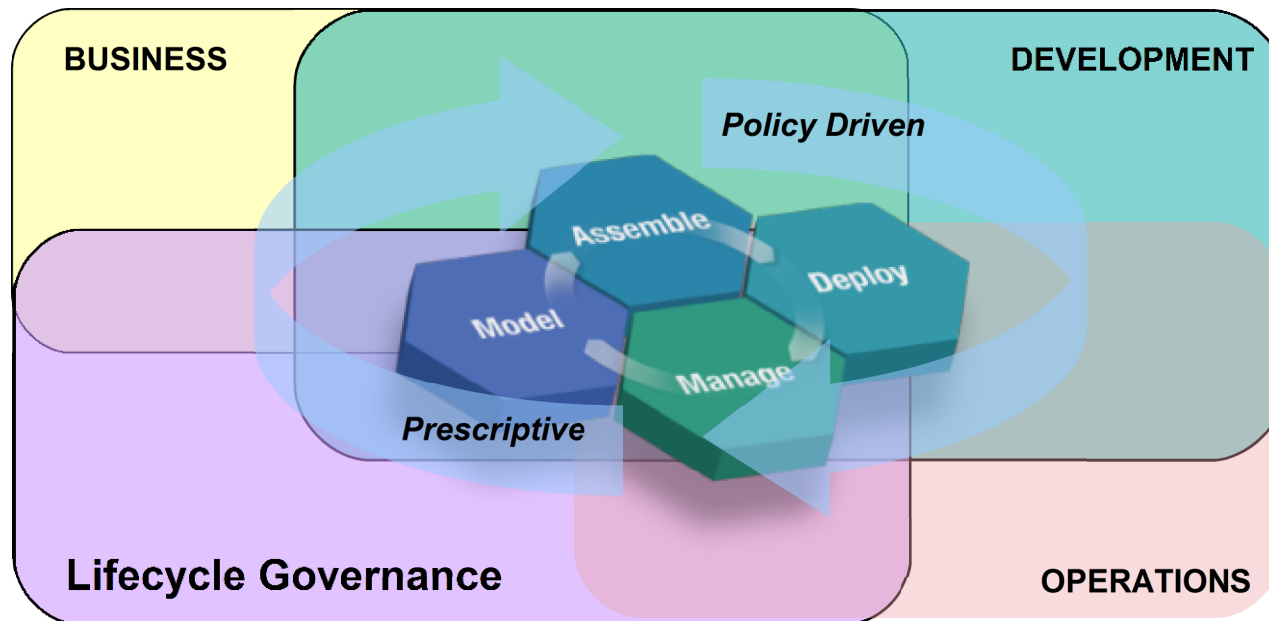 BUSINESS
DEVELOPMENT
Policy Driven
Assemble
Deploy
Model
Manage
Prescriptive
Lifecycle Governance
OPERATIONS